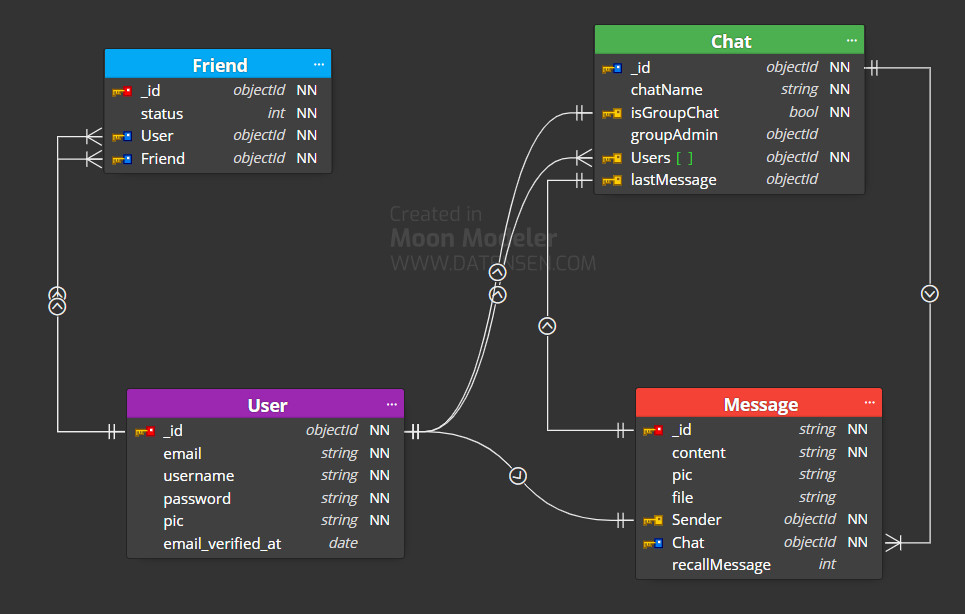 Friend ...
_id objectId NN
status int NN
User objectId NN
Friend objectId NN
Chat ...
_id objectId NN
chatName string NN
isGroupChat bool NN
groupAdmin objectId
Users [ ] objectId NN
lastMessage objectId
Created in
Moon Modeler
WWW.DATENSEN.COM
User ...
_id objectId NN
email string NN
username string NN
password string NN
pic string NN
email_verified_at date
Message ...
_id string NN
content string NN
pic string
file string
Sender objectId NN
Chat objectId NN
recallMessage int